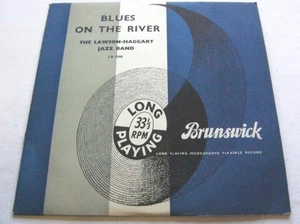 BLUES
ON THE RIVER
THE LAWSON-HAGGART
JAZZ BAND
LONG
33⅓
RPM
PLAYING
Brunswick
LONG PLAYING MICROGROOVE FLEXIBLE RECORD